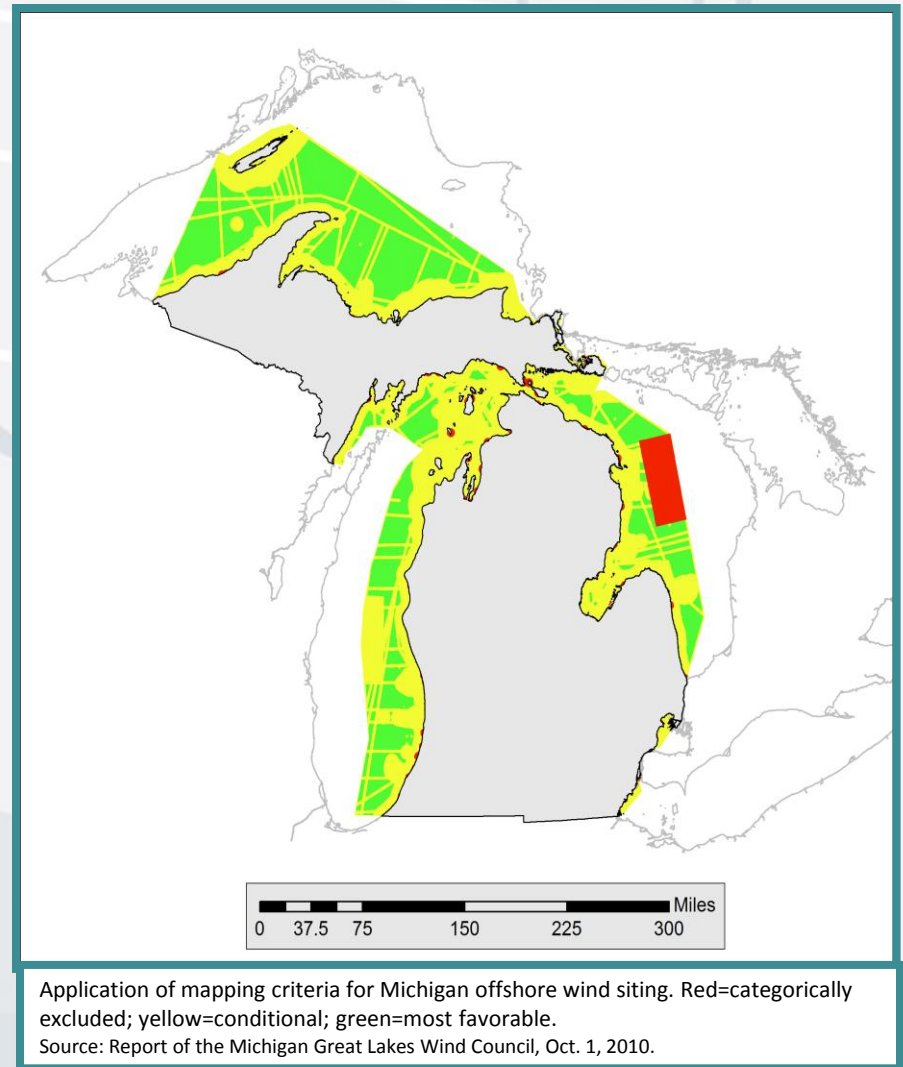 Miles
0 37.5 75 150 225 300
Application of mapping criteria for Michigan offshore wind siting. Red=categorically
excluded; yellow=conditional; green=most favorable.
Source: Report of the Michigan Great Lakes Wind Council, Oct. 1, 2010.